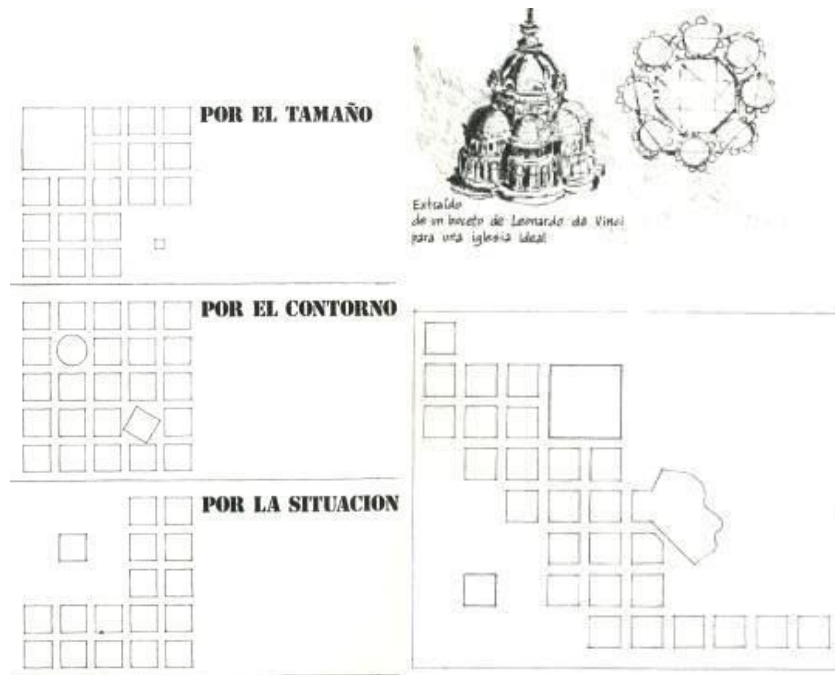 POR EL TAMAÑO
POR EL CONTORNO
POR LA SITUACION
Extraído
de un boceto de Leonardo da Vinci
para una iglesia ideal